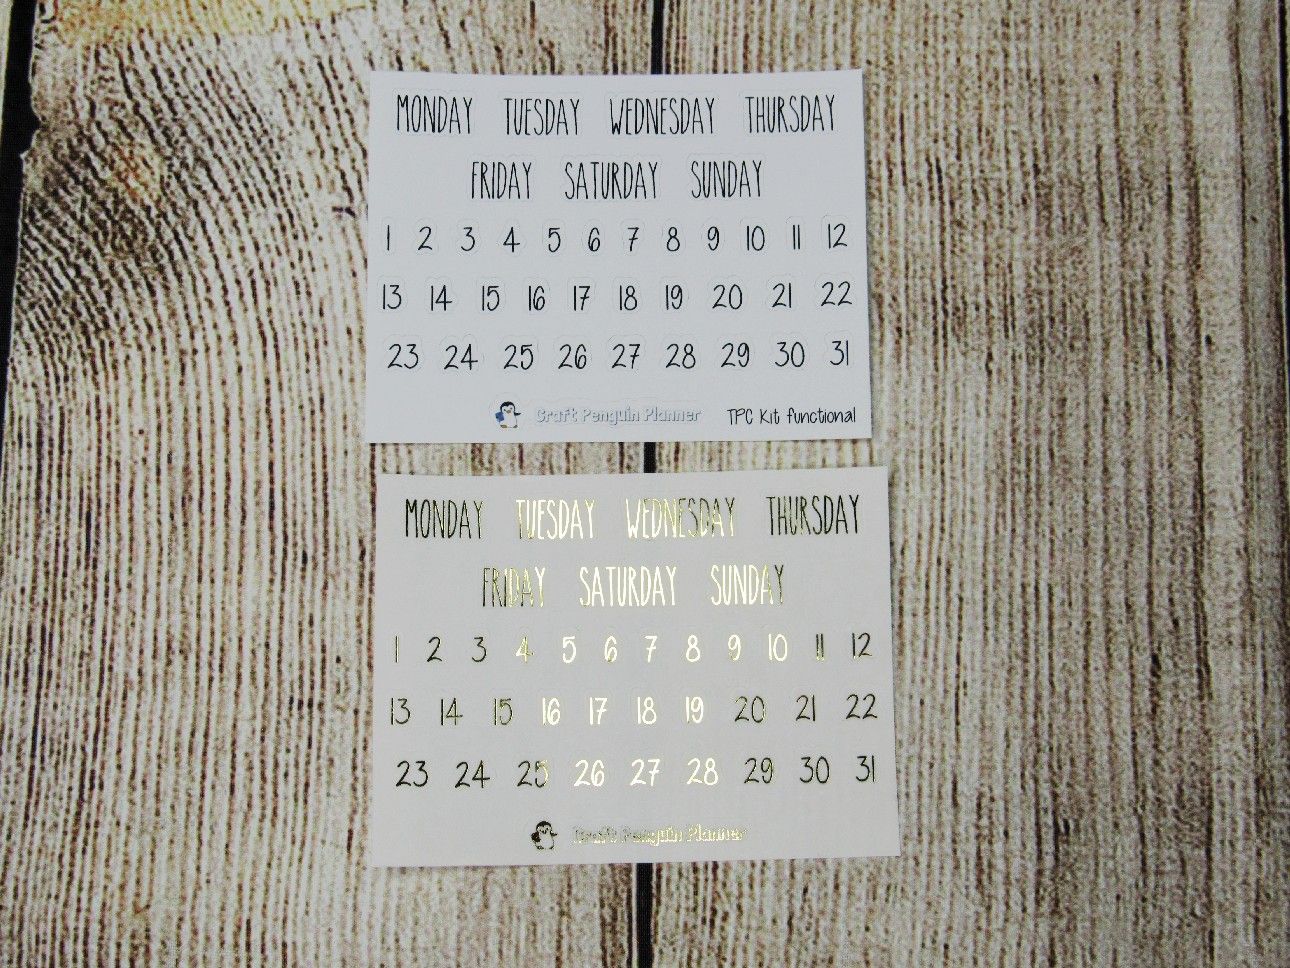 MONDAY TUESDAY WEDNESDAY THURSDAY
FRIDAY SATURDAY SUNDAY
1 2 3 4 5 6 7 8 9 10 11 12
13 14 15 16 17 18 19 20 21 22
23 24 25 26 27 28 29 30 31
Craft Penguin Planner TPC Kit functional
MONDAY TUESDAY WEDNESDAY THURSDAY
FRIDAY SATURDAY SUNDAY
1 2 3 4 5 6 7 8 9 10 11 12
13 14 15 16 17 18 19 20 21 22
23 24 25 26 27 28 29 30 31
Craft Penguin Planner